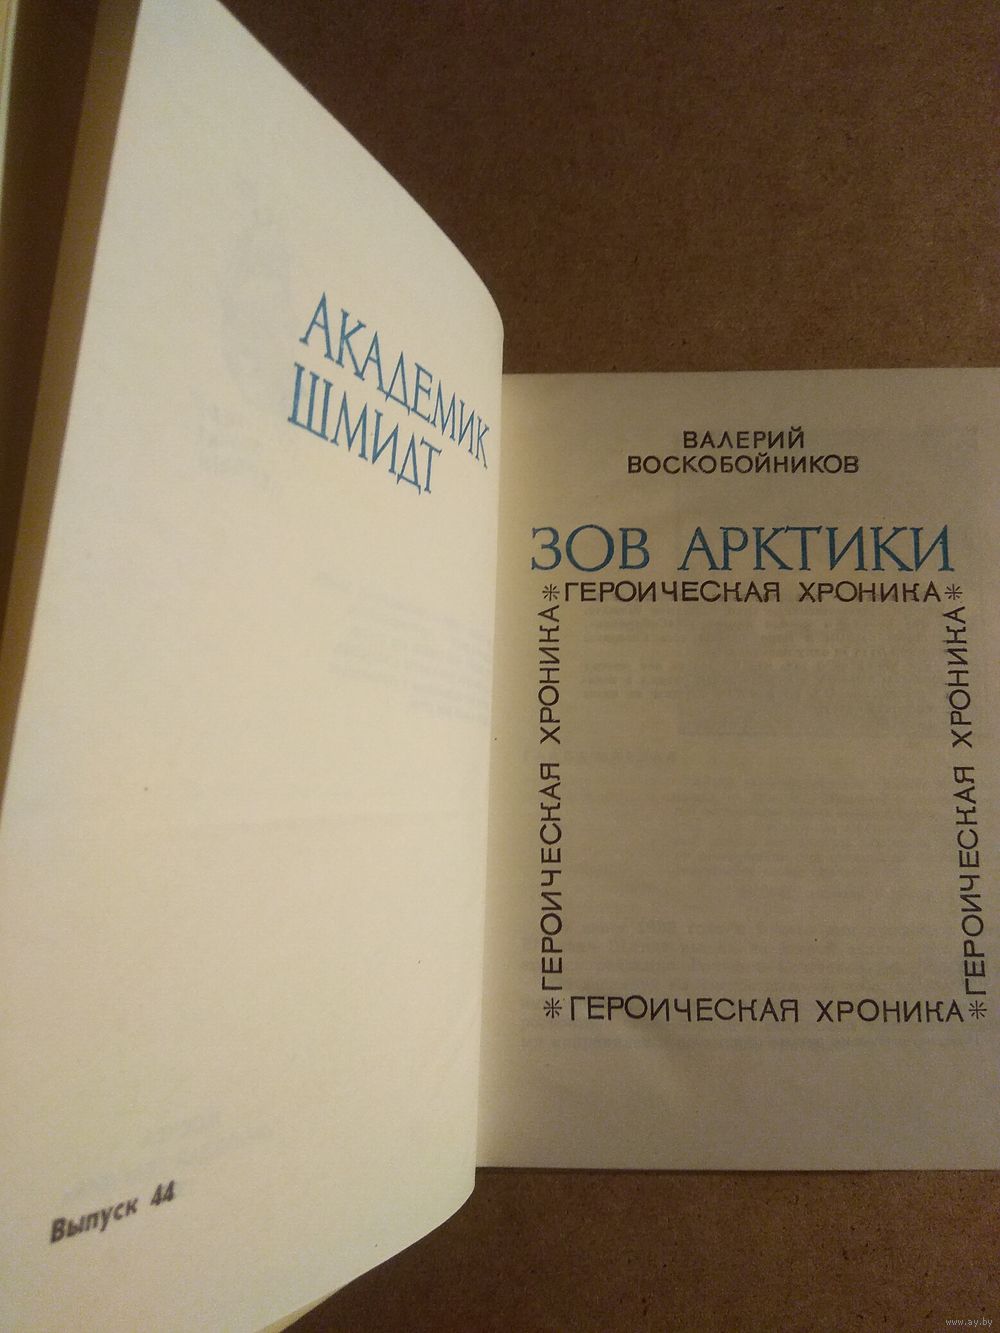 АКАДЕМИК
ШМИДТ
Выпуск 44
ВАЛЕРИЙ
ВОСКОБОЙНИКОВ
ЗОВ АРКТИКИ
*ГЕРОИЧЕСКАЯ ХРОНИКА*
ГЕРОИЧЕСКАЯ ХРОНИКА
ГЕРОИЧЕСКАЯ ХРОНИКА
*ГЕРОИЧЕСКАЯ ХРОНИКА*
www.ay.by